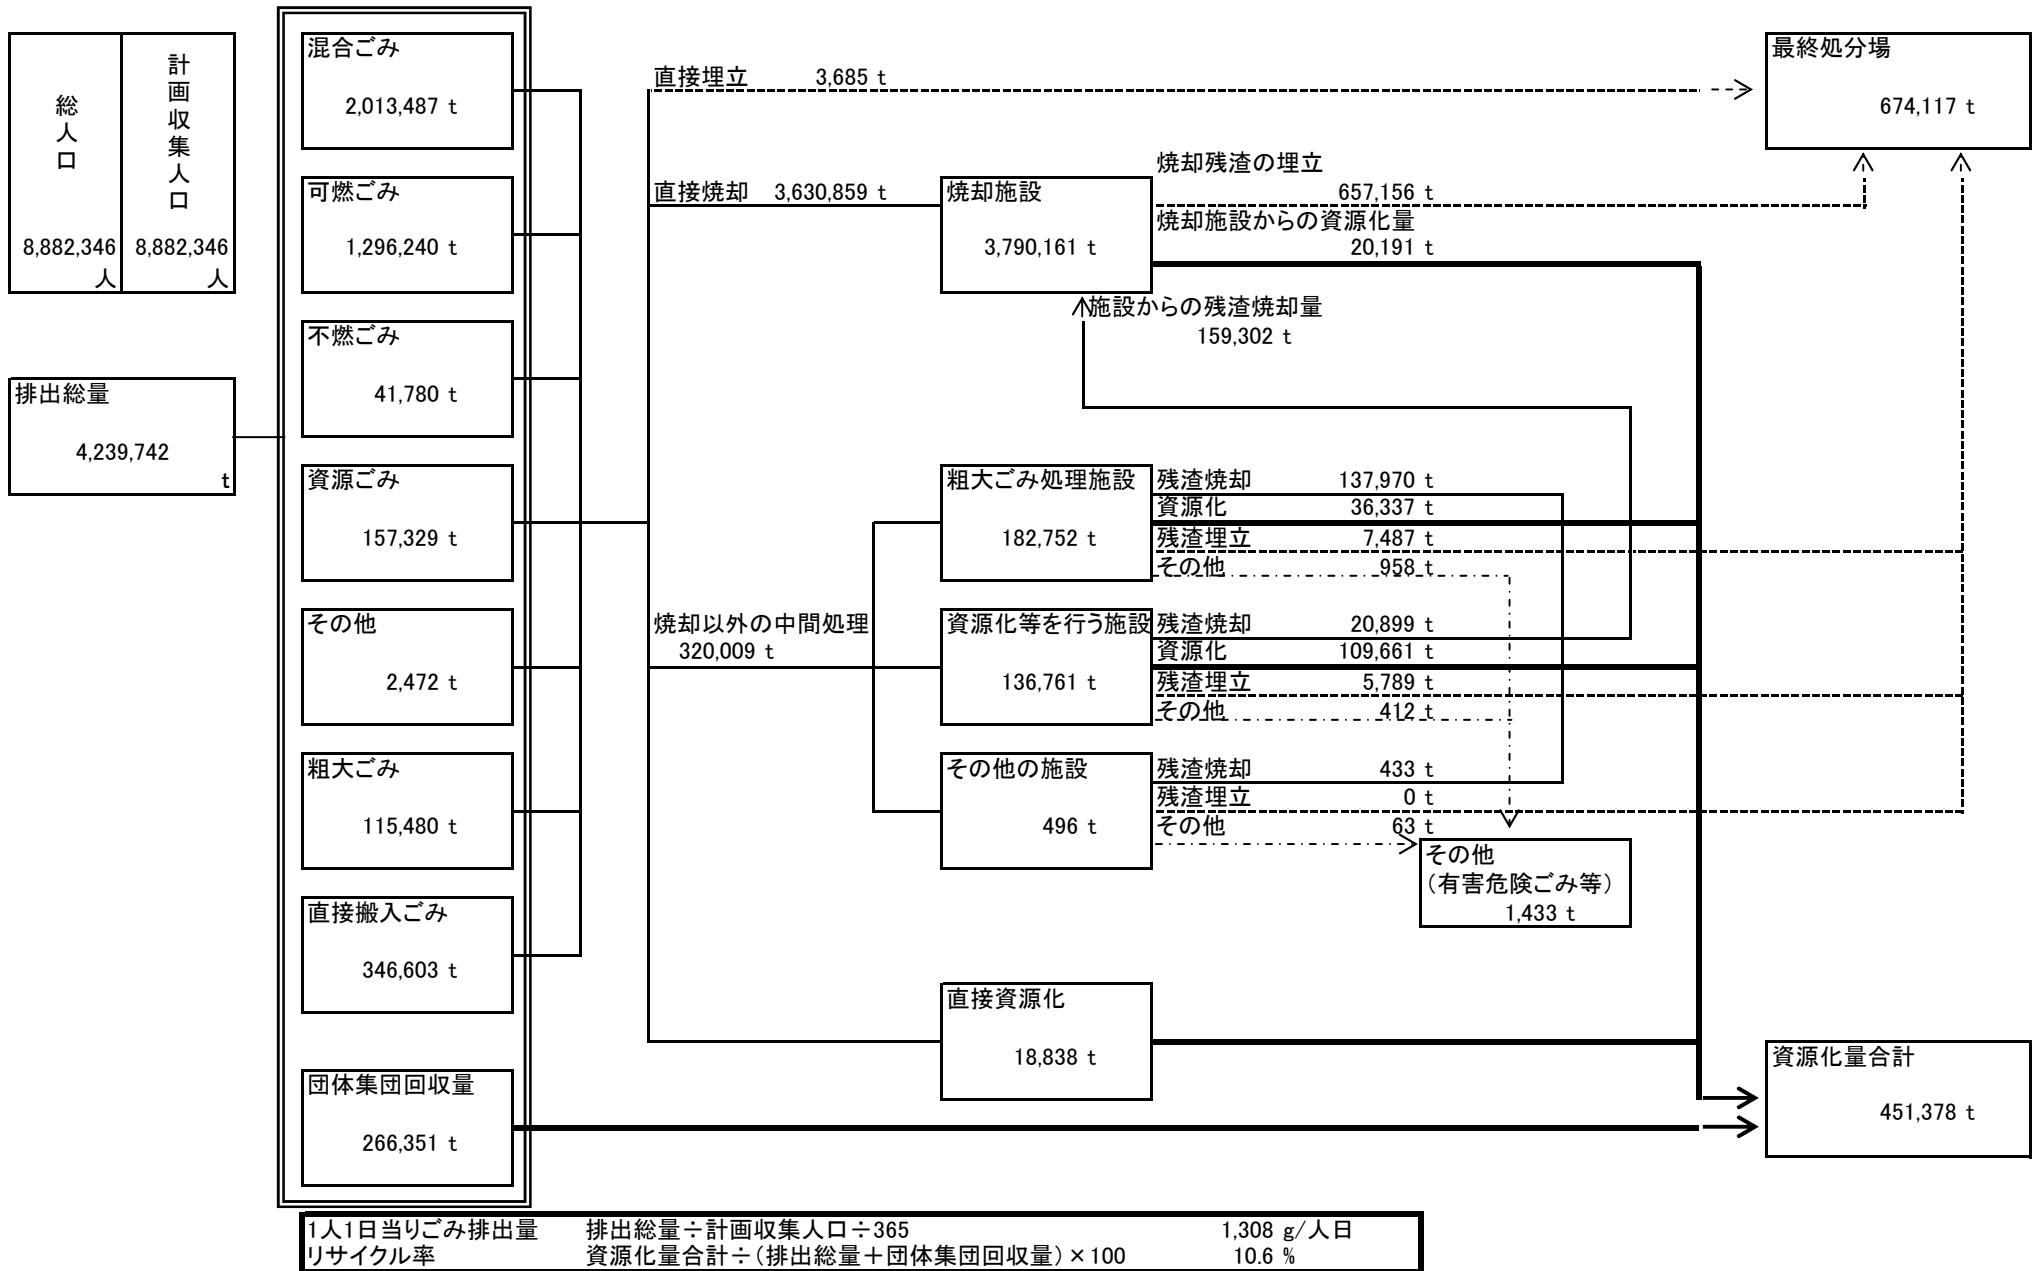 総人口
8,882,346
人
計画収集人口
8,882,346
人
排出総量
4,239,742
t
混合ごみ
2,013,487 t
可燃ごみ
1,296,240 t
不燃ごみ
41,780 t
資源ごみ
157,329 t
その他
2,472 t
粗大ごみ
115,480 t
直接搬入ごみ
346,603 t
団体集団回収量
266,351 t
直接埋立 3,685 t
直接焼却 3,630,859 t
焼却以外の中間処理
320,009 t
焼却施設
3,790,161 t
焼却残渣の埋立
657,156 t
焼却施設からの資源化量
20,191 t
施設からの残渣焼却量
159,302 t
粗大ごみ処理施設
182,752 t
残渣焼却 137,970 t
資源化 36,337 t
残渣埋立 7,487 t
その他 958 t
資源化等を行う施設
136,761 t
残渣焼却 20,899 t
資源化 109,661 t
残渣埋立 5,789 t
その他 412 t
その他の施設
496 t
残渣焼却 433 t
残渣埋立 0 t
その他 63 t
その他
(有害危険ごみ等)
1,433 t
直接資源化
18,838 t
最終処分場
674,117 t
資源化量合計
451,378 t
1人1日当りごみ排出量 排出総量÷計画収集人口÷365 1,308 g/人日
リサイクル率 資源化量合計÷(排出総量+団体集団回収量)×100 10.6 %